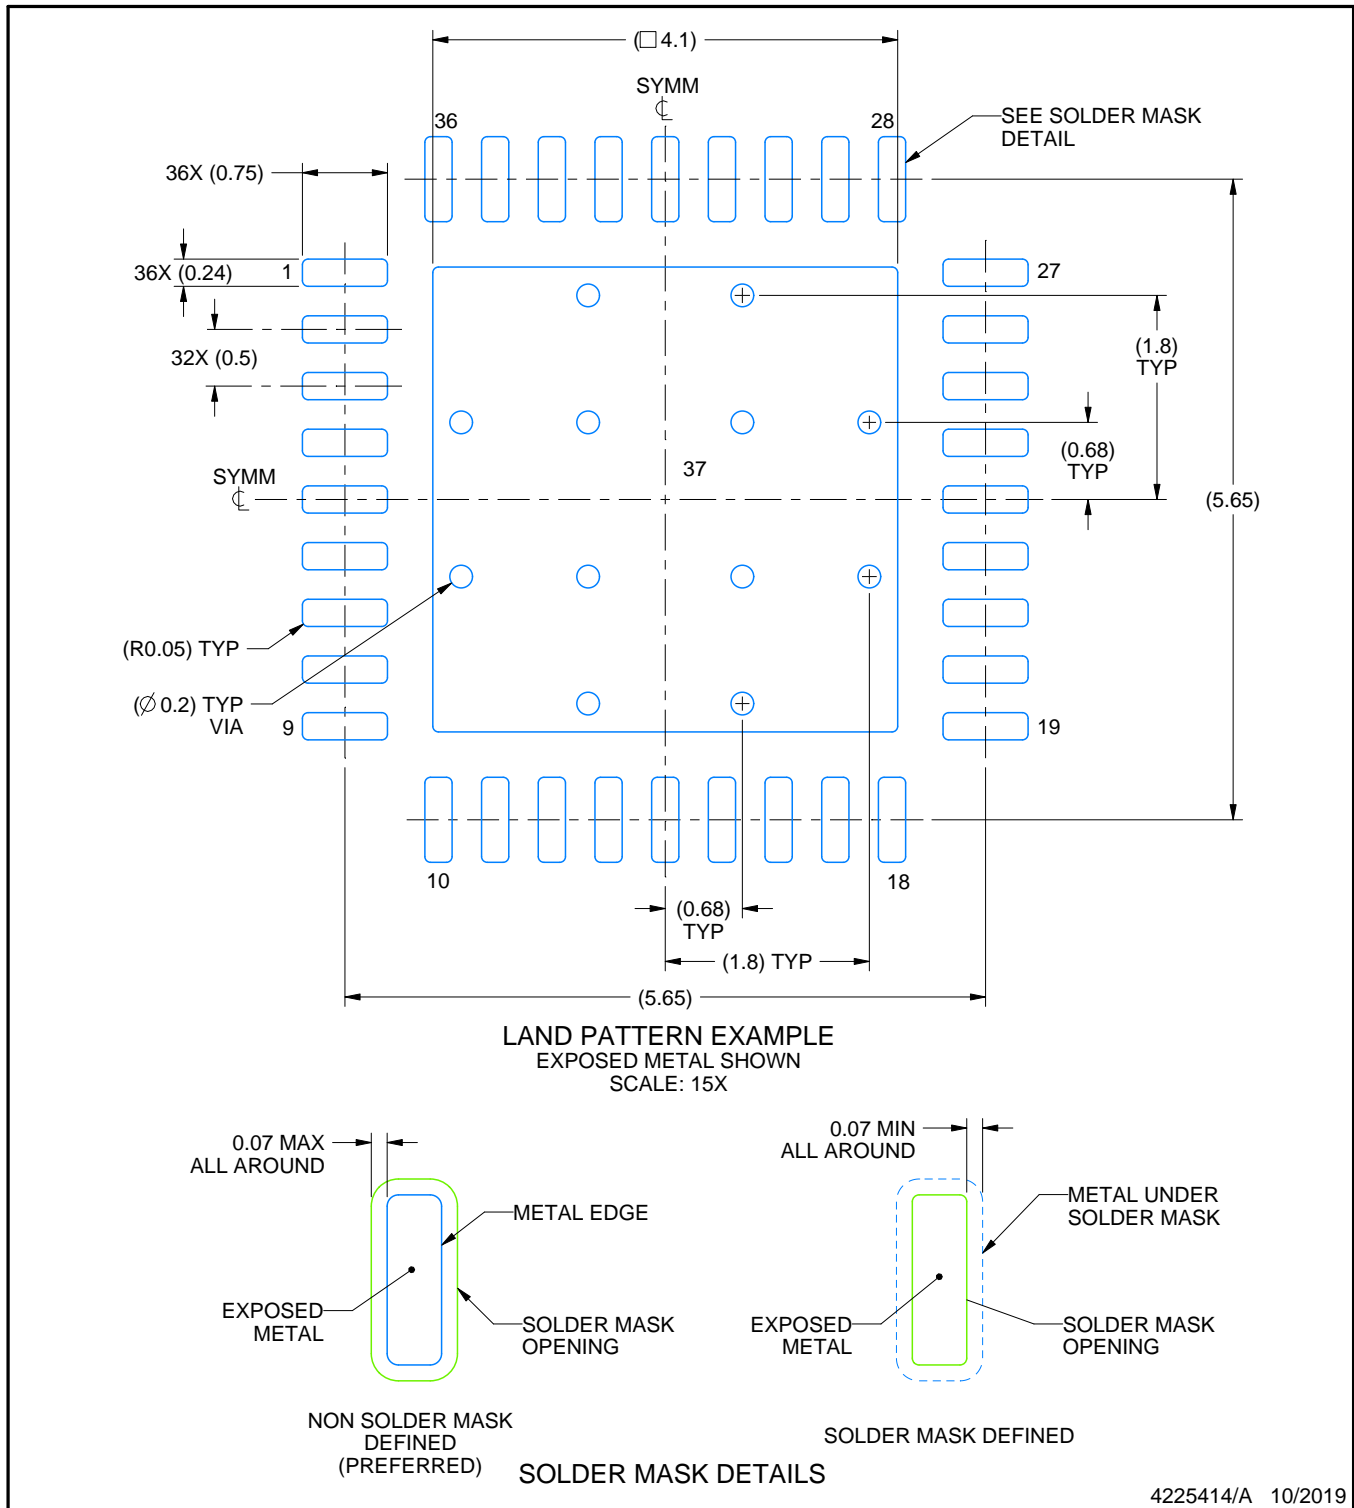 (□ 4.1)
SYMM
℄
36
28
SEE SOLDER MASK
DETAIL
36X (0.75)
36X (0.24)
1
27
32X (0.5)
(1.8)
TYP
(0.68)
TYP
37
SYMM
℄
(5.65)
(R0.05) TYP
(∅ 0.2) TYP
VIA
9
19
10
18
(0.68)
TYP
(1.8) TYP
(5.65)
LAND PATTERN EXAMPLE
EXPOSED METAL SHOWN
SCALE: 15X
0.07 MAX
ALL AROUND
METAL EDGE
EXPOSED
METAL
SOLDER MASK
OPENING
NON SOLDER MASK
DEFINED
(PREFERRED)
0.07 MIN
ALL AROUND
METAL UNDER
SOLDER MASK
EXPOSED
METAL
SOLDER MASK
OPENING
SOLDER MASK DEFINED
SOLDER MASK DETAILS
4225414/A 10/2019